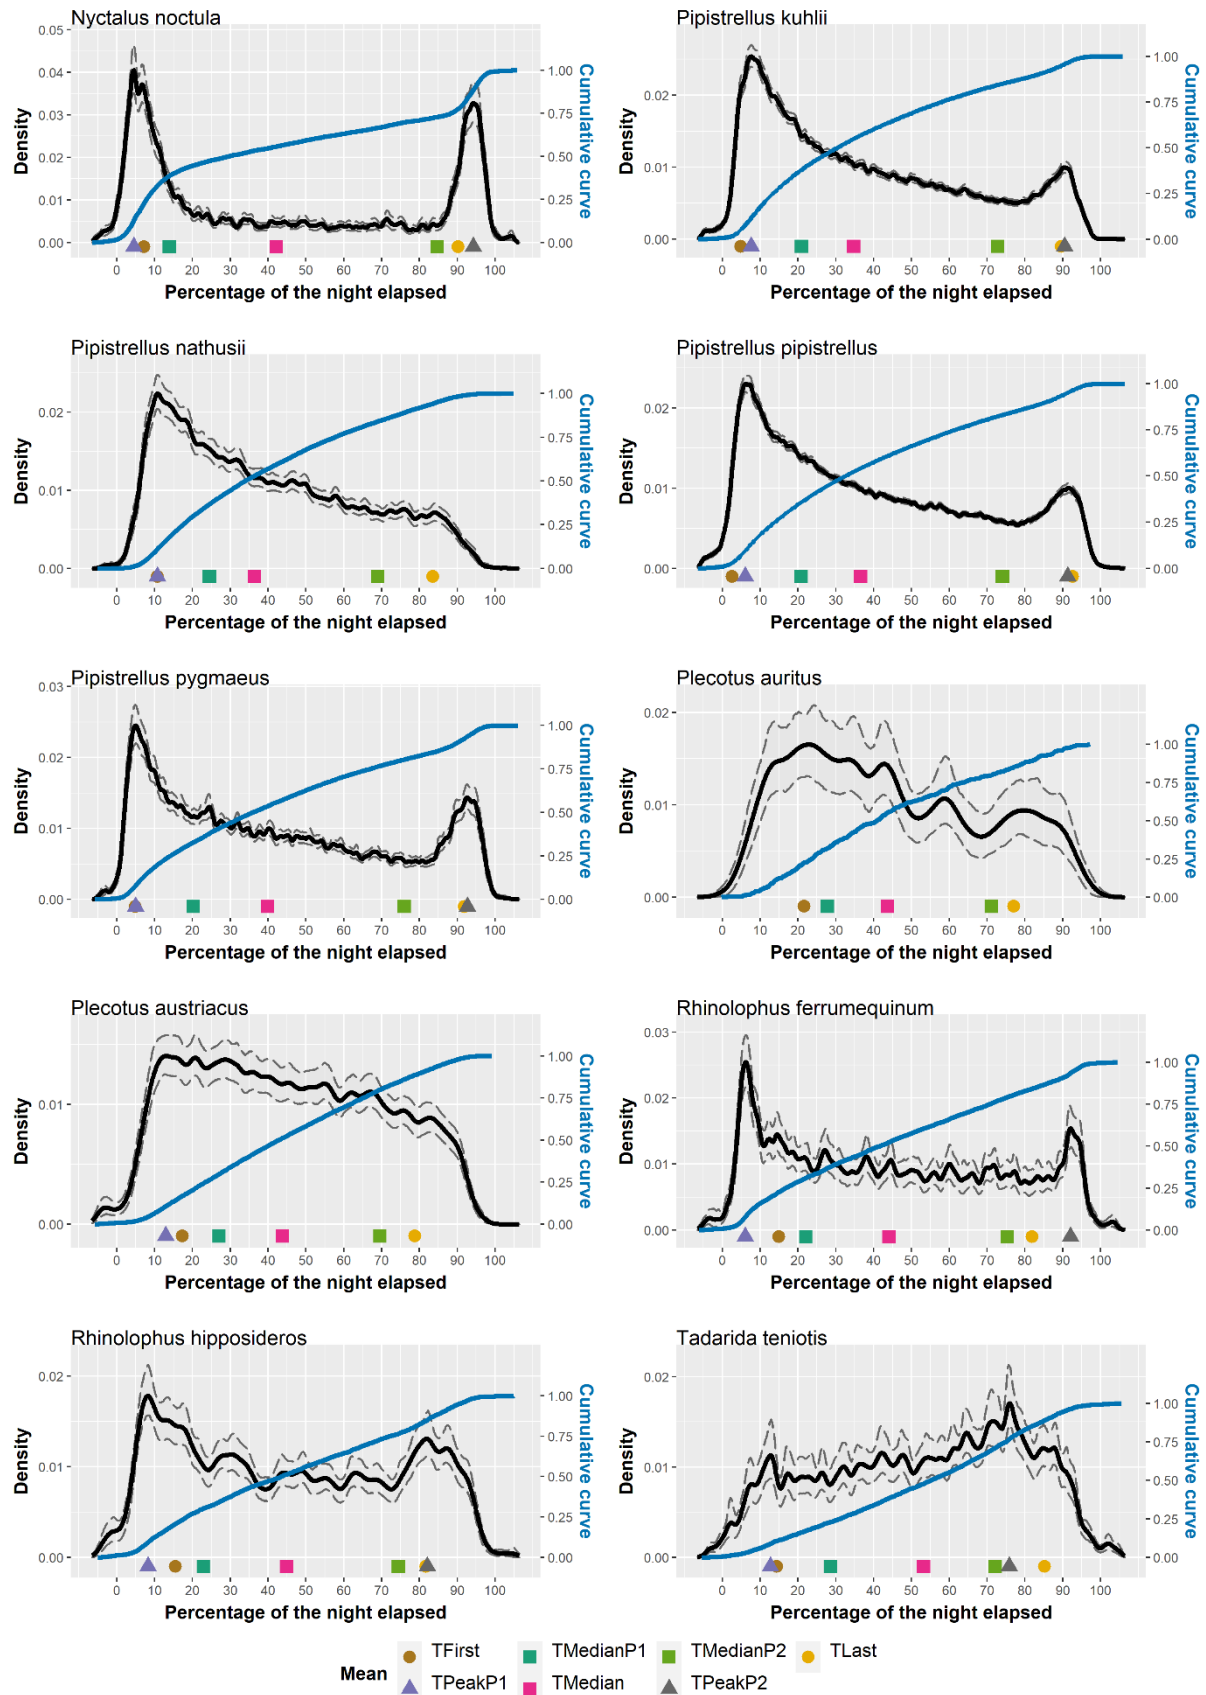 Nyctalus noctula
Density
0.05
0.04
0.03
0.02
0.01
0.00
1.00
0.75
0.50
0.25
0.00
Cumulative curve
0 10 20 30 40 50 60 70 80 90 100
Percentage of the night elapsed
Pipistrellus kuhlii
Density
0.02
0.01
0.00
1.00
0.75
0.50
0.25
0.00
Cumulative curve
0 10 20 30 40 50 60 70 80 90 100
Percentage of the night elapsed
Pipistrellus nathusii
Density
0.02
0.01
0.00
1.00
0.75
0.50
0.25
0.00
Cumulative curve
0 10 20 30 40 50 60 70 80 90 100
Percentage of the night elapsed
Pipistrellus pipistrellus
Density
0.02
0.01
0.00
1.00
0.75
0.50
0.25
0.00
Cumulative curve
0 10 20 30 40 50 60 70 80 90 100
Percentage of the night elapsed
Pipistrellus pygmaeus
Density
0.03
0.02
0.01
0.00
1.00
0.75
0.50
0.25
0.00
Cumulative curve
0 10 20 30 40 50 60 70 80 90 100
Percentage of the night elapsed
Plecotus auritus
Density
0.02
0.01
0.00
1.00
0.75
0.50
0.25
0.00
Cumulative curve
0 10 20 30 40 50 60 70 80 90 100
Percentage of the night elapsed
Plecotus austriacus
Density
0.01
0.00
1.00
0.75
0.50
0.25
0.00
Cumulative curve
0 10 20 30 40 50 60 70 80 90 100
Percentage of the night elapsed
Rhinolophus ferrumequinum
Density
0.03
0.02
0.01
0.00
1.00
0.75
0.50
0.25
0.00
Cumulative curve
0 10 20 30 40 50 60 70 80 90 100
Percentage of the night elapsed
Rhinolophus hipposideros
Density
0.02
0.01
0.00
1.00
0.75
0.50
0.25
0.00
Cumulative curve
0 10 20 30 40 50 60 70 80 90 100
Percentage of the night elapsed
Tadarida teniotis
Density
0.02
0.01
0.00
1.00
0.75
0.50
0.25
0.00
Cumulative curve
0 10 20 30 40 50 60 70 80 90 100
Percentage of the night elapsed
Mean
TFirst TMedianP1 TMedianP2 TLast
TPeakP1 TMedian TPeakP2